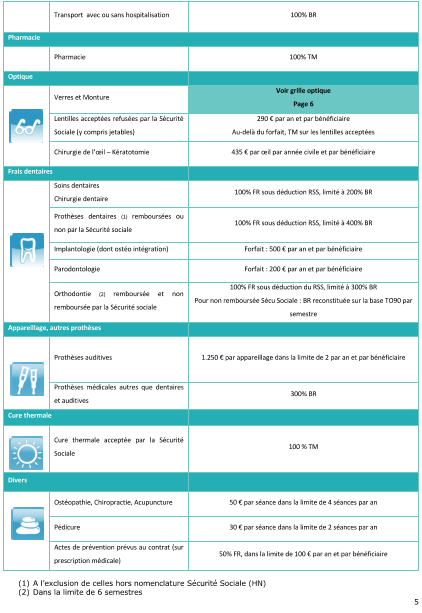 Transport avec ou sans hospitalisation
100% BR
Pharmacie
Pharmacie
100% TM
Optique
Verres et Monture
Voir grille optique
Page 6
Lentilles acceptées refusées par la Sécurité
Sociale (y compris jetables)
290 € par an et par bénéficiaire
Au-delà du forfait, TM sur les lentilles acceptées
Chirurgie de l'œil – Kératotomie
435 € par œil par année civile et par bénéficiaire
Frais dentaires
Soins dentaires
Chirurgie dentaire
100% FR sous déduction RSS, limité à 200% BR
Prothèses dentaires (1) remboursées ou
non par la Sécurité sociale
100% FR sous déduction RSS, limité à 400% BR
Implantologie (dont ostéo intégration)
Forfait : 500 € par an et par bénéficiaire
Parodontologie
Forfait : 200 € par an et par bénéficiaire
Orthodontie (2) remboursée et non
remboursée par la Sécurité sociale
100% FR sous déduction du RSS, limité à 300% BR
Pour non remboursée Sécu Sociale : BR reconstituée sur la base TO90 par
semestre
Appareillage, autres prothèses
Prothèses auditives
1.250 € par appareillage dans la limite de 2 par an et par bénéficiaire
Prothèses médicales autres que dentaires
et auditives
300% BR
Cure thermale
Cure thermale acceptée par la Sécurité
Sociale
100 % TM
Divers
Ostéopathie, Chiropractie, Acupuncture
50 € par séance dans la limite de 4 séances par an
Pédicure
30 € par séance dans la limite de 2 séances par an
Actes de prévention prévus au contrat (sur
prescription médicale)
50% FR, dans la limite de 100 € par an et par bénéficiaire
(1) A l'exclusion de celles hors nomenclature Sécurité Sociale (HN)
(2) Dans la limite de 6 semestres
5